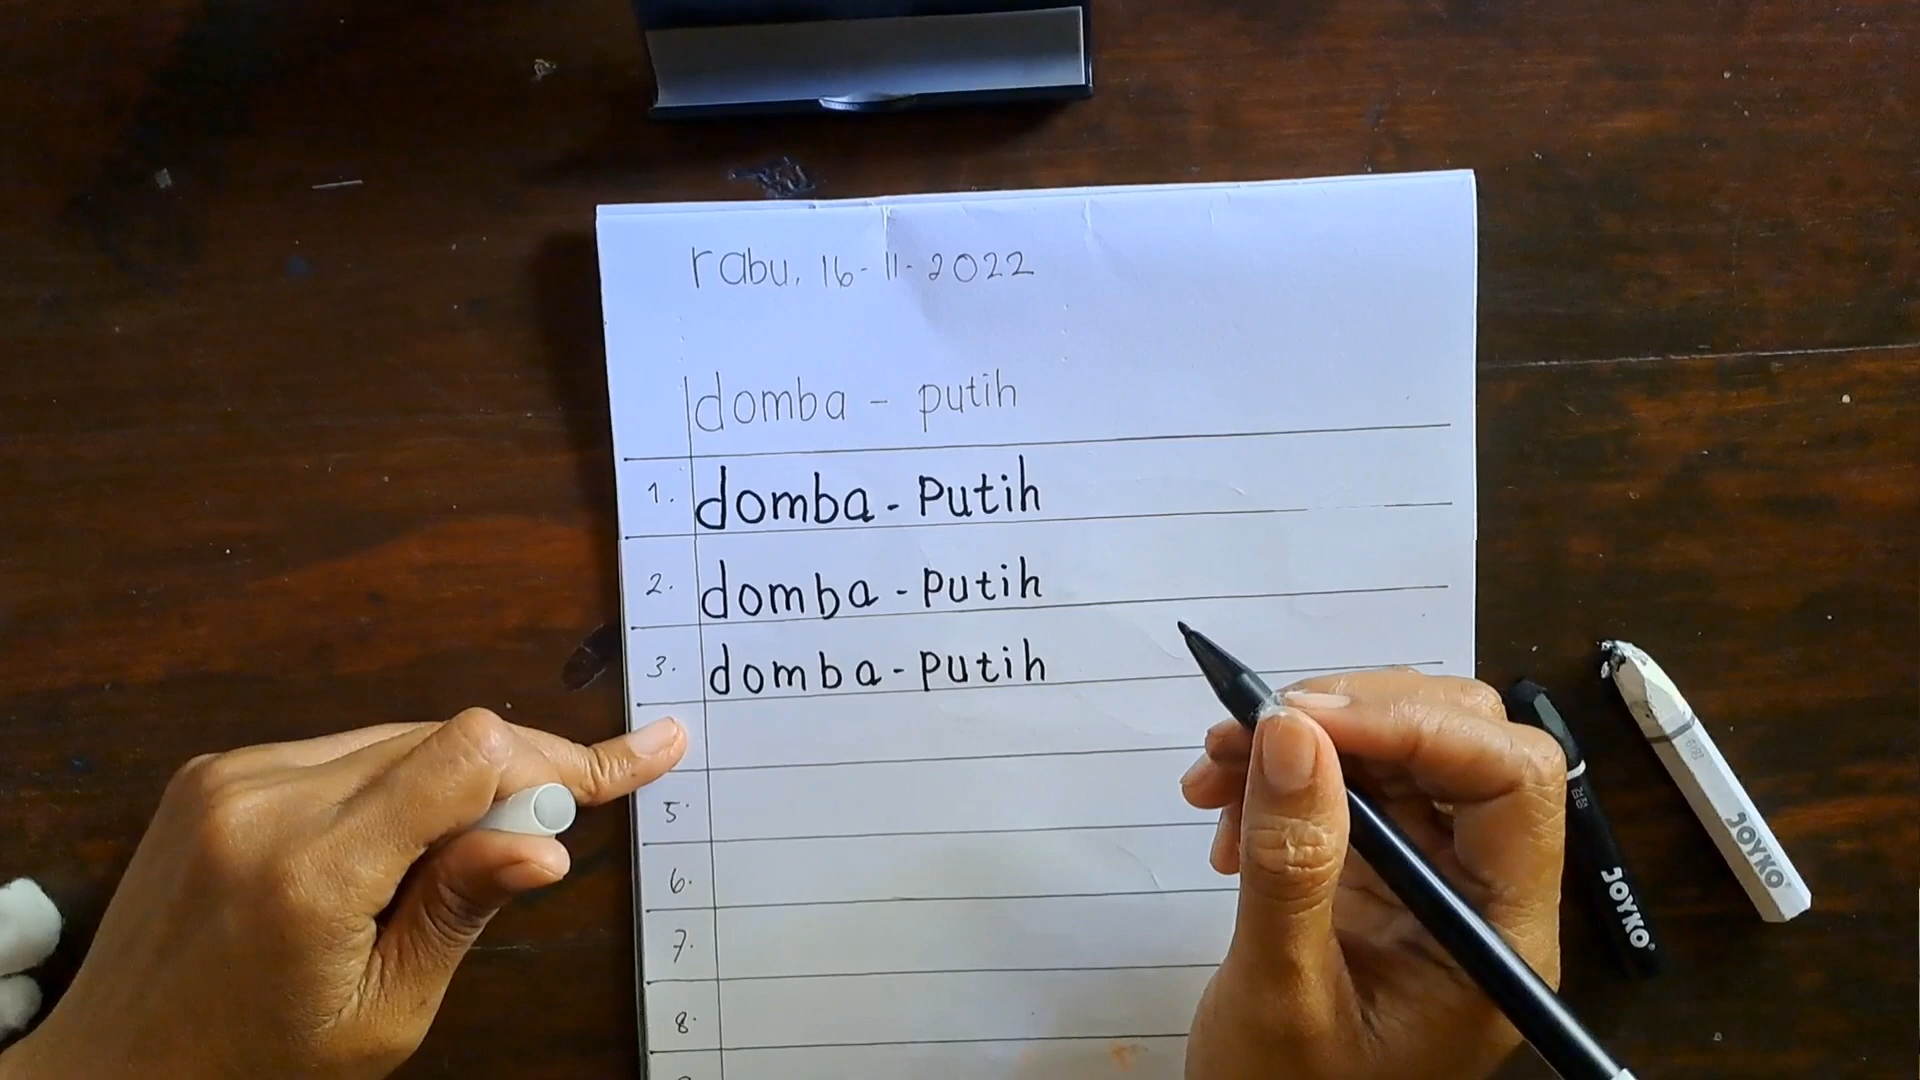 rabu, 16-11-2022
domba - putih
1. domba - Putih
2. domba - putih
3. domba - putih
5.
6.
7.
8.
JOYKO
JOYKO